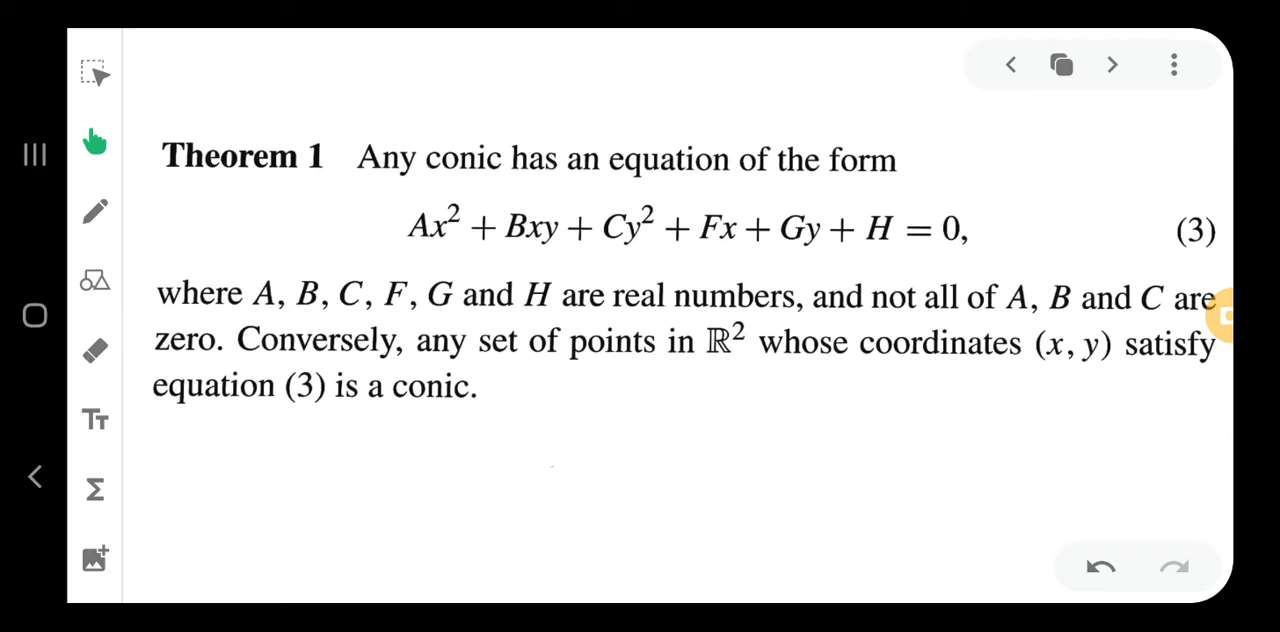 Theorem 1 Any conic has an equation of the form
Ax² + Bxy + Cy² + Fx + Gy + H = 0, (3)
where A, B, C, F, G and H are real numbers, and not all of A, B and C are
zero. Conversely, any set of points in ℝ² whose coordinates (x, y) satisfy
equation (3) is a conic.
Tт
Σ